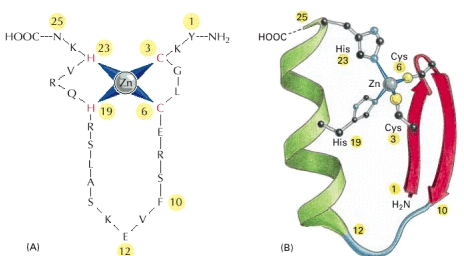 25
1
HOOC—N
Y—NH₂
K
23
3
K
H
C
V
G
R
Zn
L
Q
H
C
19
6
R
E
S
R
L
S
A
F
10
S
V
K
E
12
(A)
25
HOOC
His
23
Cys
6
Zn
Cys
3
His 19
1
H₂N
10
12
(B)